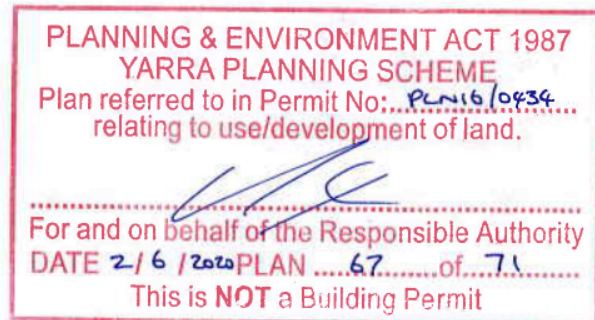 PLANNING & ENVIRONMENT ACT 1987
YARRA PLANNING SCHEME
Plan referred to in Permit No: PLN16/0434
relating to use/development of land.
For and on behalf of the Responsible Authority
DATE 2/6/2020 PLAN 67 of 71
This is NOT a Building Permit